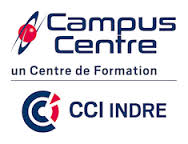 Campus
Centre
un Centre de Formation
CCI INDRE